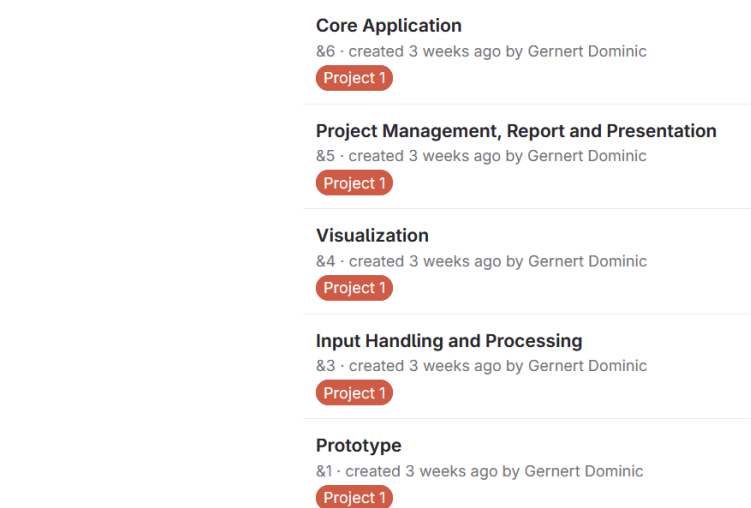 Core Application
&6 · created 3 weeks ago by Gernert Dominic
Project 1
Project Management, Report and Presentation
&5 · created 3 weeks ago by Gernert Dominic
Project 1
Visualization
&4 · created 3 weeks ago by Gernert Dominic
Project 1
Input Handling and Processing
&3 · created 3 weeks ago by Gernert Dominic
Project 1
Prototype
&1 · created 3 weeks ago by Gernert Dominic
Project 1